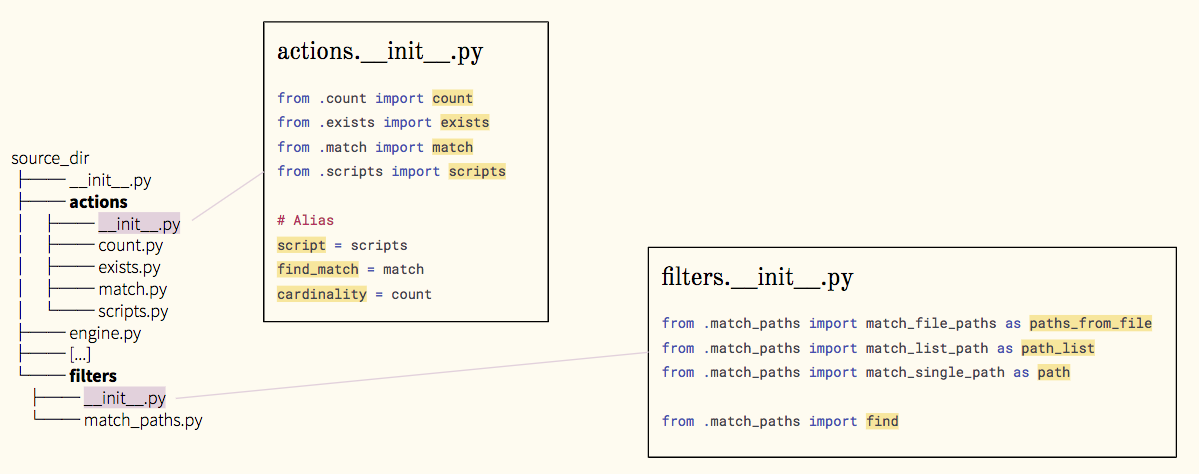 source_dir
__init__.py
actions
__init__.py
count.py
exists.py
match.py
scripts.py
engine.py
[...]
filters
__init__.py
match_paths.py
actions.__init__.py
from .count import count
from .exists import exists
from .match import match
from .scripts import scripts
# Alias
script = scripts
find_match = match
cardinality = count
filters.__init__.py
from .match_paths import match_file_paths as paths_from_file
from .match_paths import match_list_path as path_list
from .match_paths import match_single_path as path
from .match_paths import find